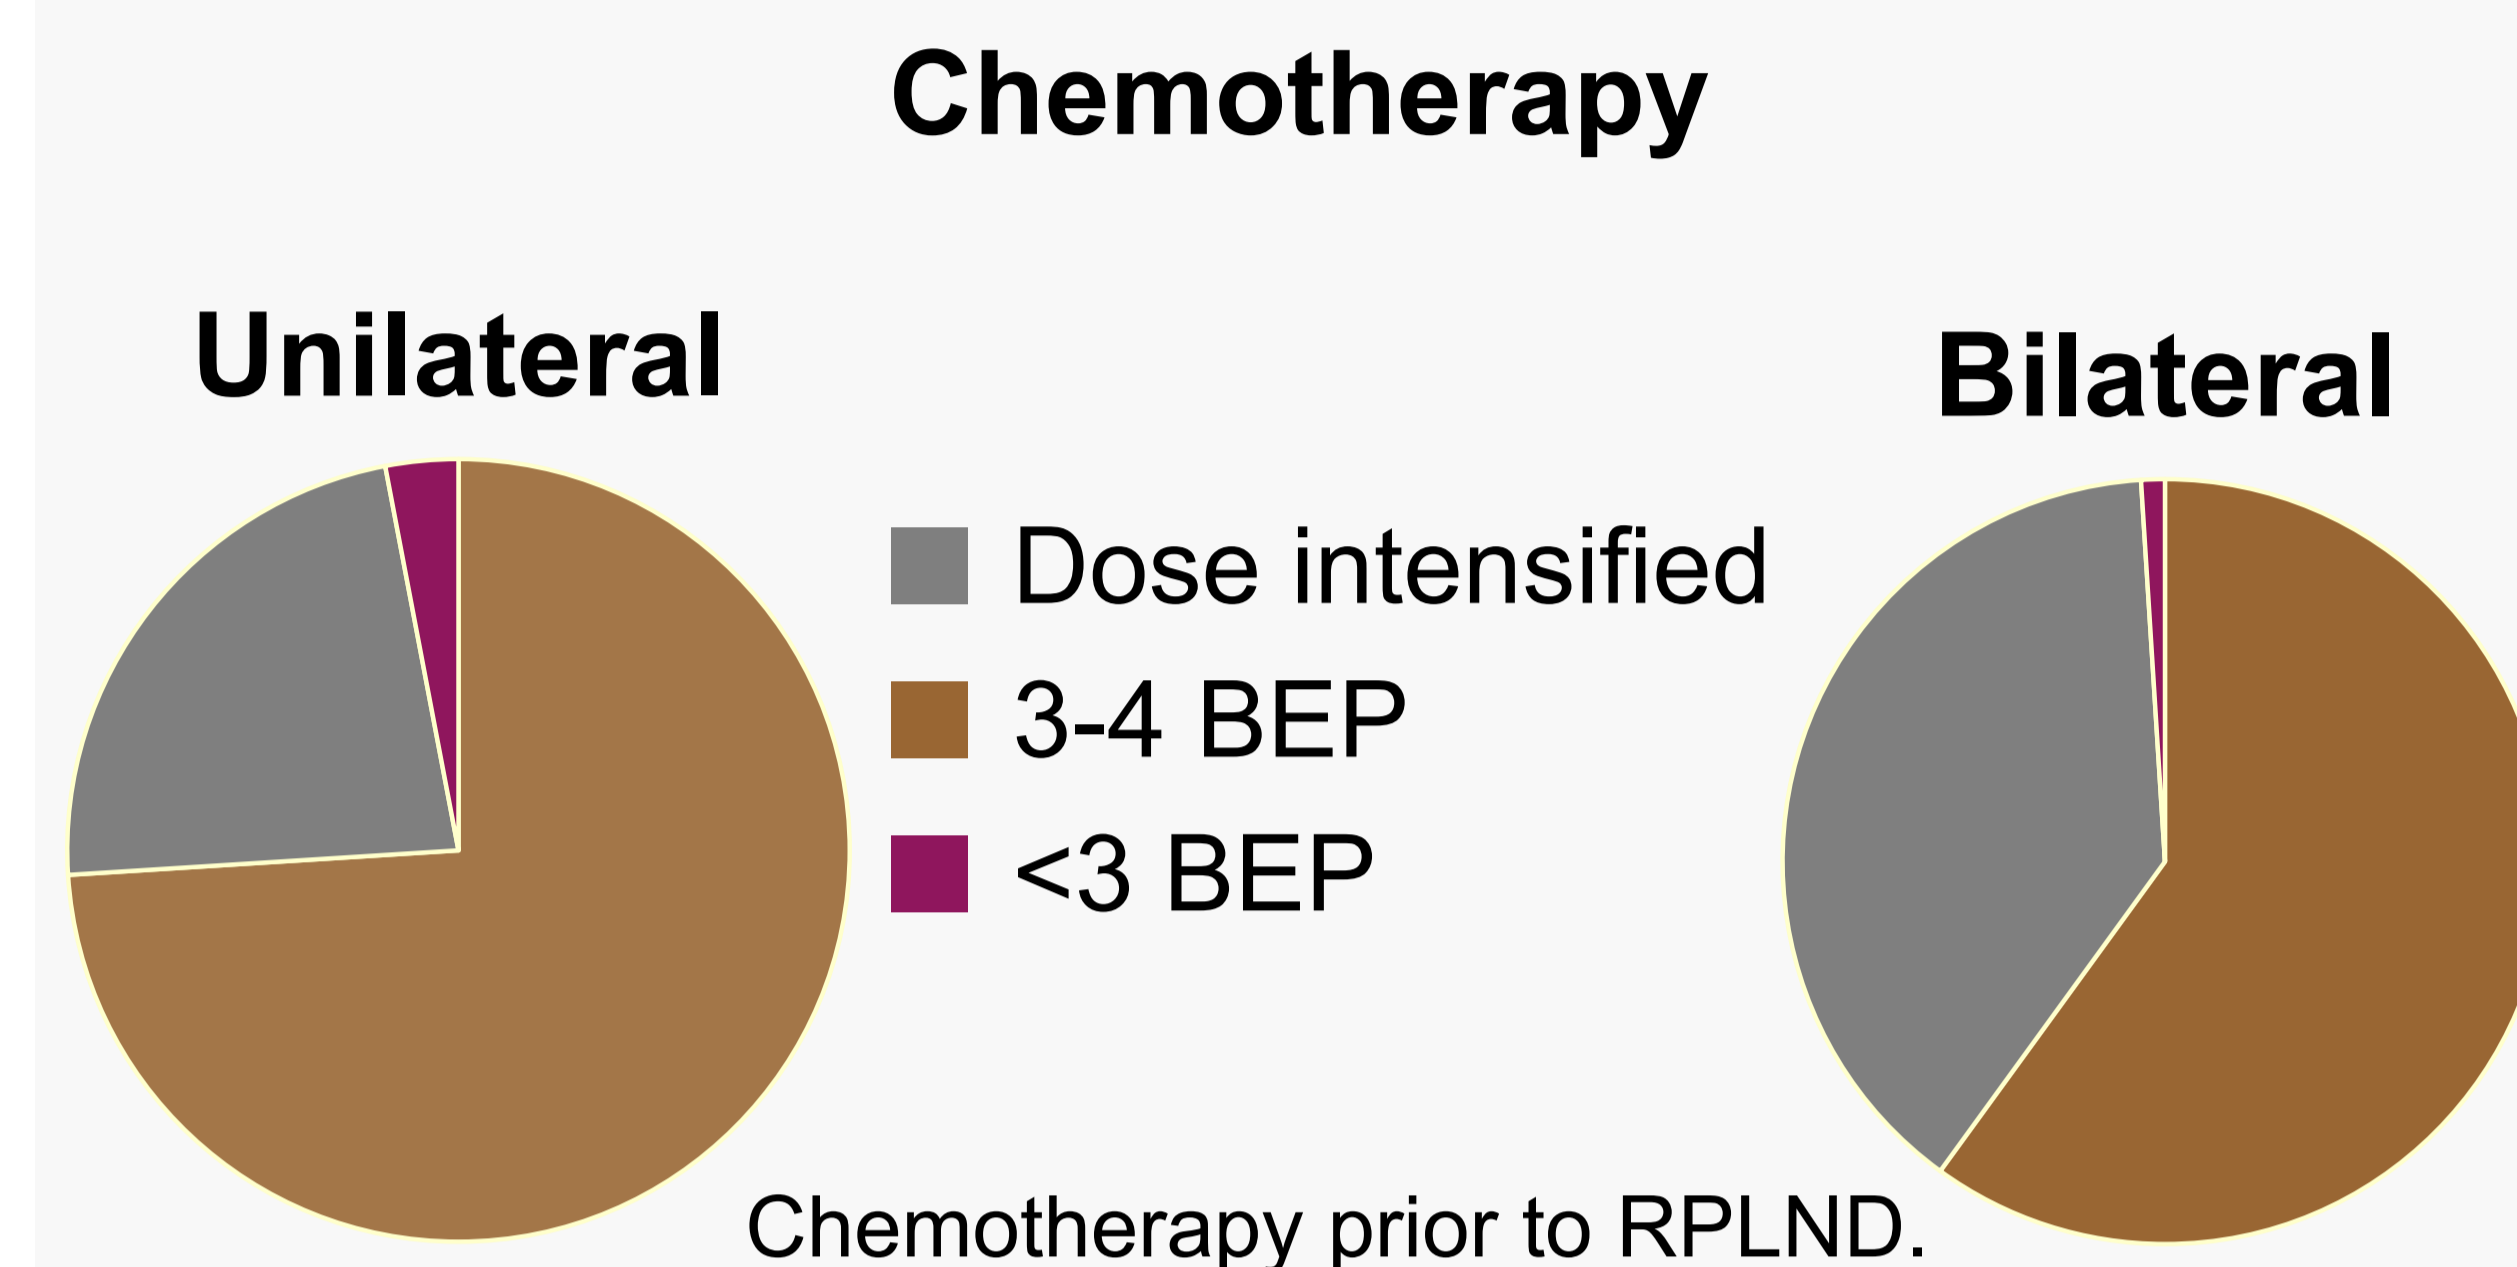 Chemotherapy
Unilateral
Bilateral
Dose intensified
3-4 BEP
<3 BEP
Chemotherapy prior to RPLND.